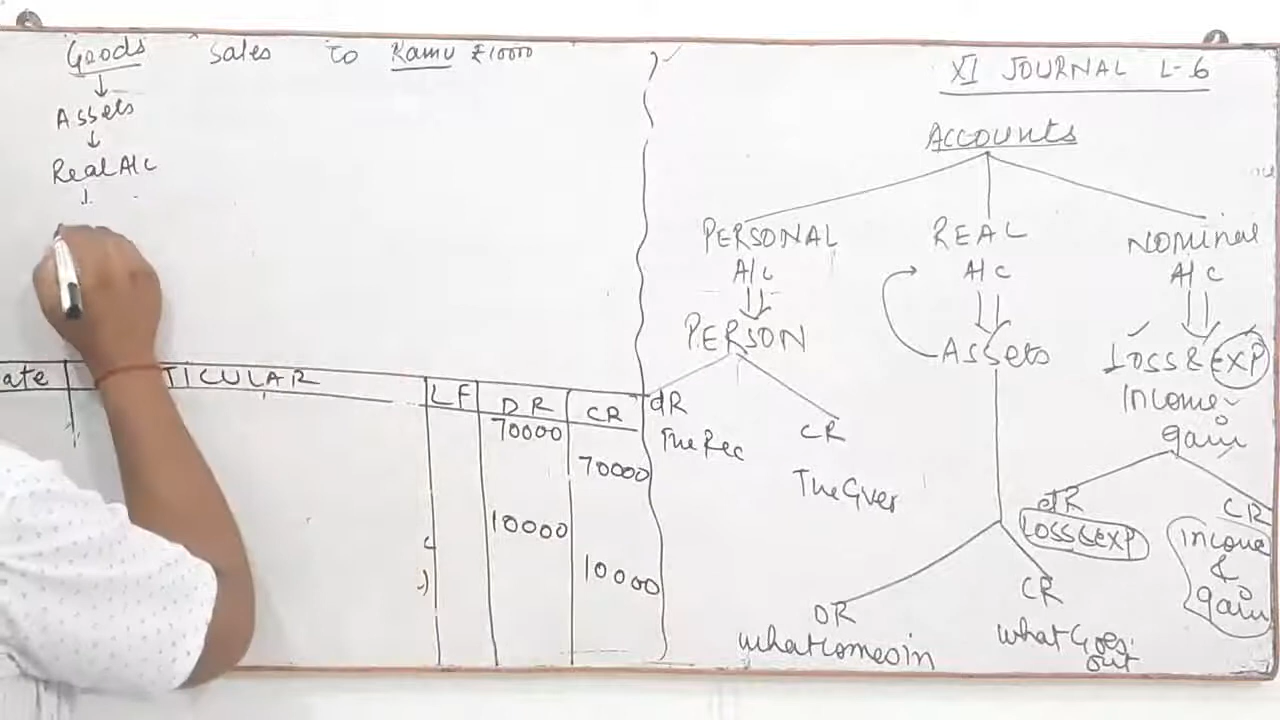 Goods Sales to Ramu ₹10000
Assets
Real A/c
ate TICULAR LF DR CR
70000
70000
10000
10000
XI JOURNAL L-6
ACCOUNTS
PERSONAL A/c
REAL A/c
Nominal A/c
PERSON
Assets
Loss & EXP
Income
gain
dR
The Rec
CR
The Giver
DR
what comes in
CR
what Goes out
dR
Loss & EXP
CR
income
&
gain